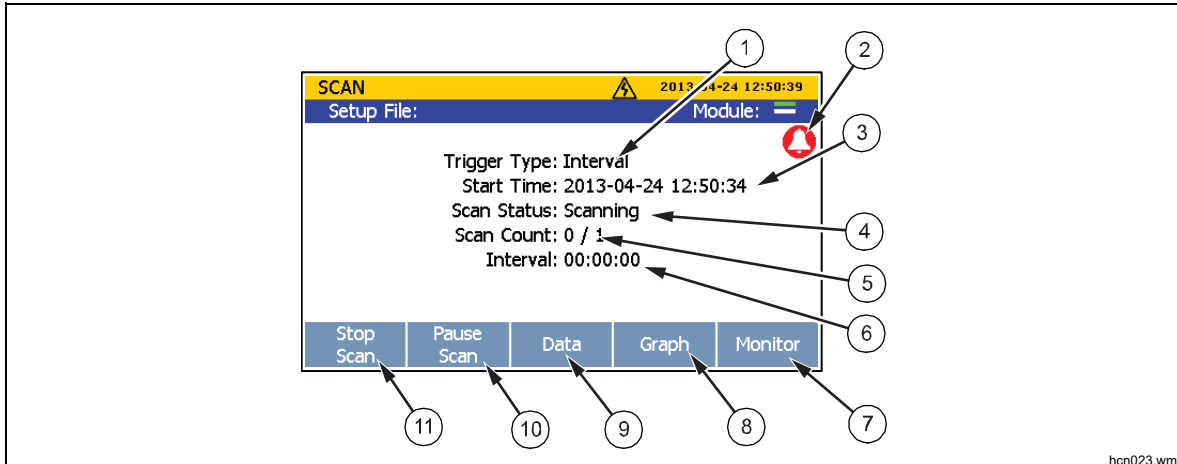 1
2
SCAN 2013-04-24 12:50:39
Setup File: Module:
3
Trigger Type: Interval
Start Time: 2013-04-24 12:50:34
Scan Status: Scanning
4
Scan Count: 0 / 1
Interval: 00:00:00
5
6
Stop Scan
Pause Scan
Data
Graph
Monitor
11
10
9
8
7
hcn023.wm